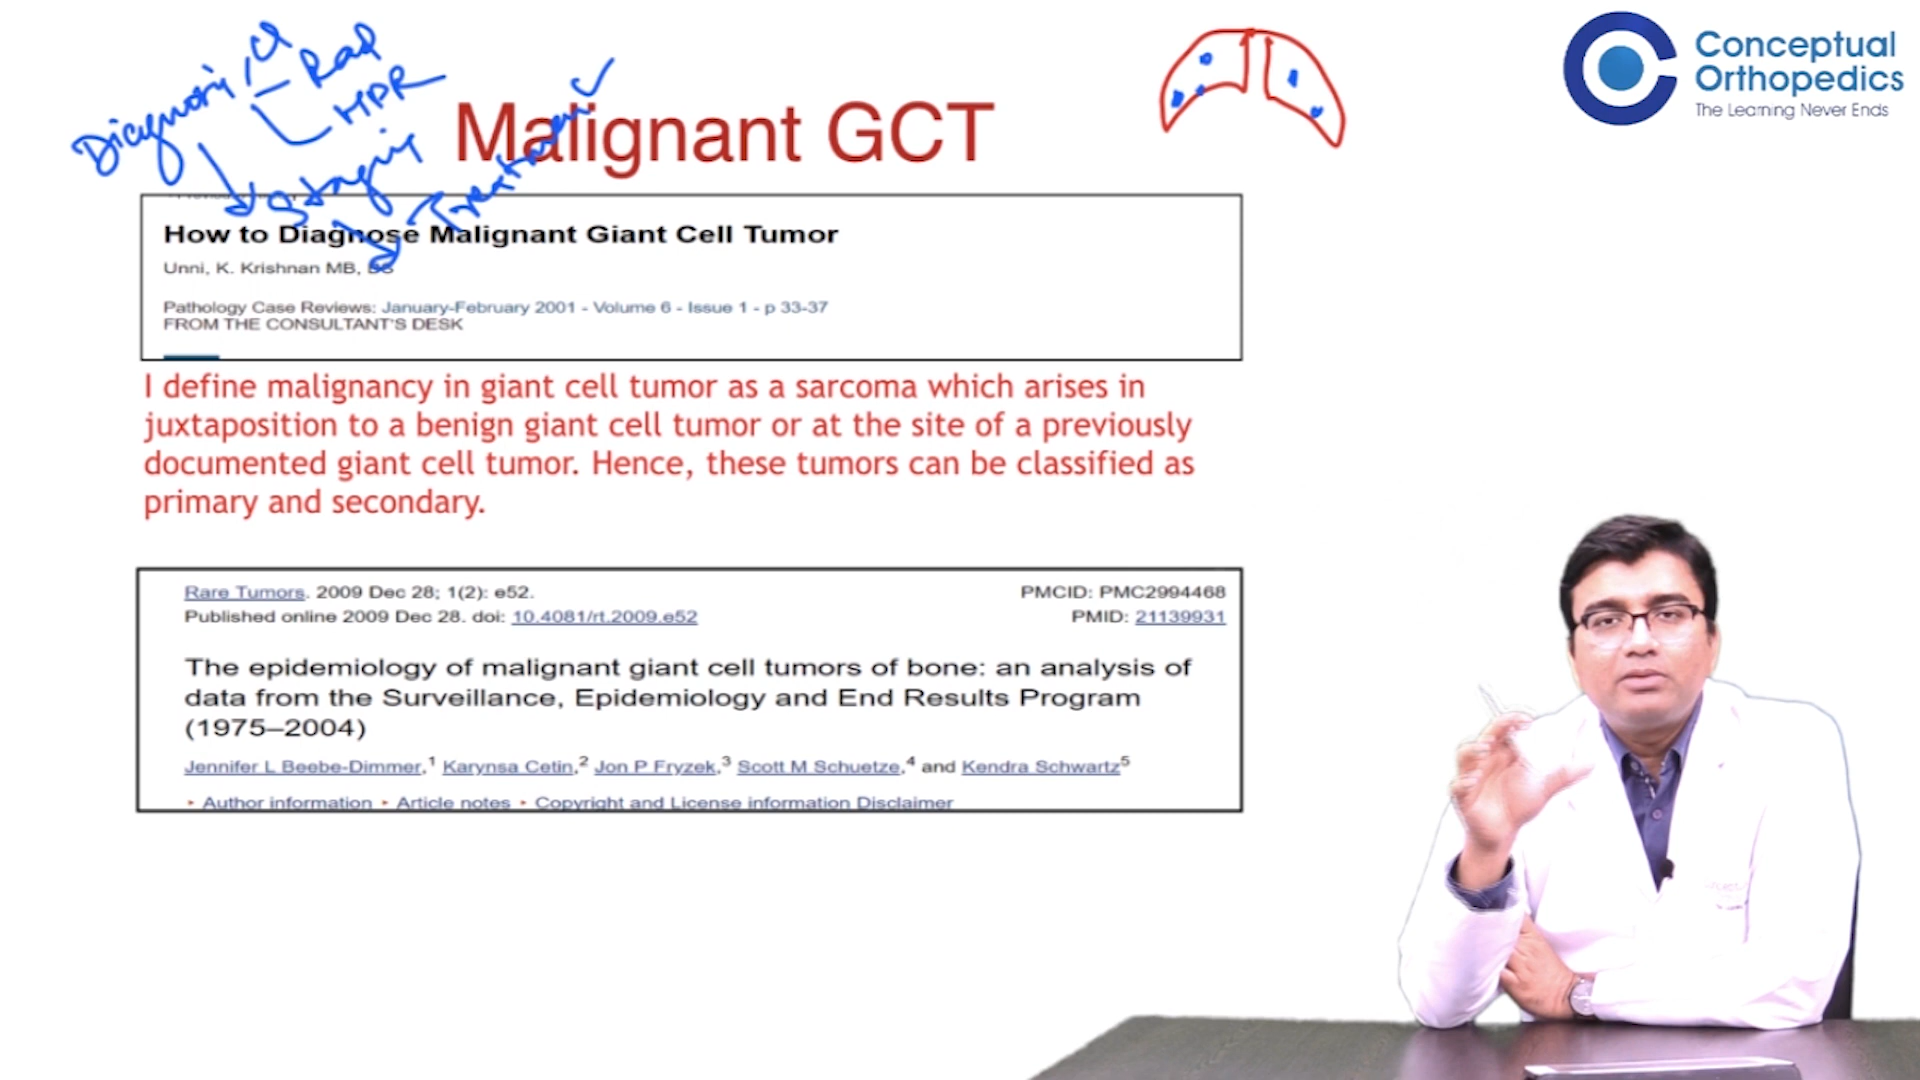 Diagnosis, Cl
Rad
HPR
Staging
Treatment
Malignant GCT
Conceptual
Orthopedics
The Learning Never Ends
How to Diagnose Malignant Giant Cell Tumor
Unni, K. Krishnan MB, BS
Pathology Case Reviews: January-February 2001 - Volume 6 - Issue 1 - p 33-37
FROM THE CONSULTANT'S DESK
I define malignancy in giant cell tumor as a sarcoma which arises in
juxtaposition to a benign giant cell tumor or at the site of a previously
documented giant cell tumor. Hence, these tumors can be classified as
primary and secondary.
Rare Tumors. 2009 Dec 28; 1(2): e52. PMCID: PMC2994468
Published online 2009 Dec 28. doi: 10.4081/rt.2009.e52 PMID: 21139931
The epidemiology of malignant giant cell tumors of bone: an analysis of
data from the Surveillance, Epidemiology and End Results Program
(1975–2004)
Jennifer L Beebe-Dimmer,1 Karynsa Cetin,2 Jon P Fryzek,3 Scott M Schuetze,4 and Kendra Schwartz5
▸ Author information ▸ Article notes ▸ Copyright and License information Disclaimer